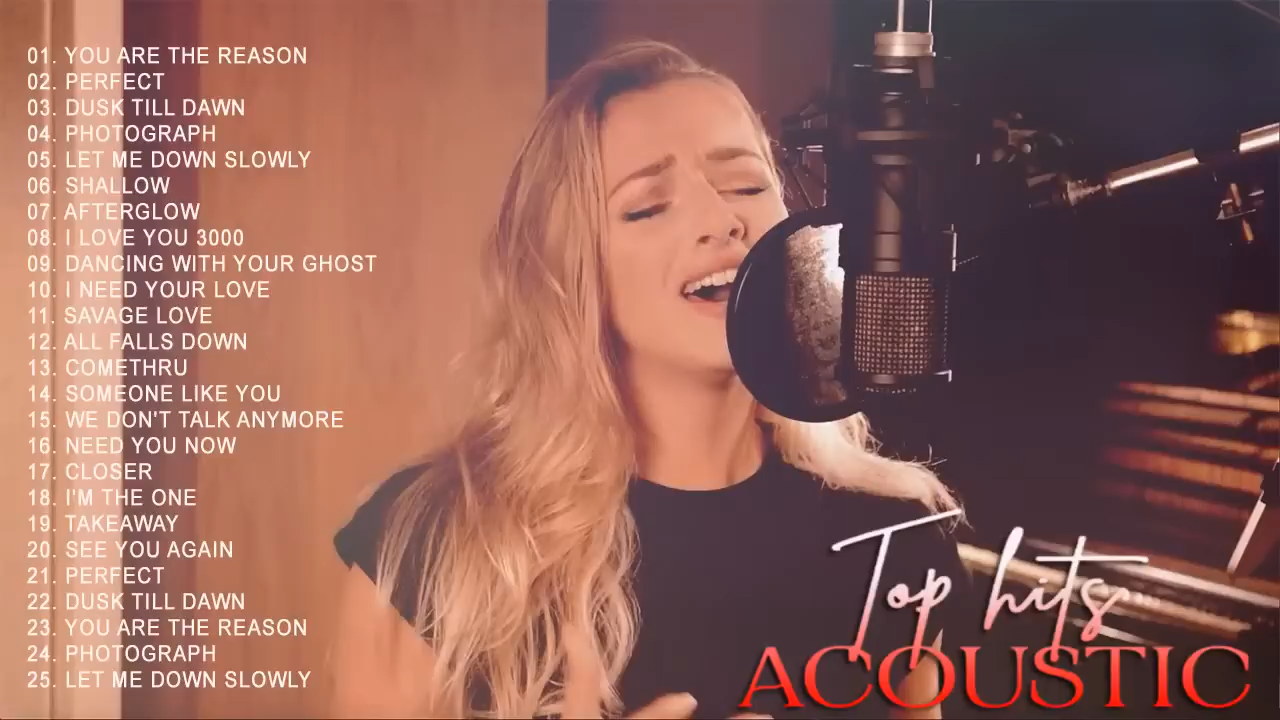 01. YOU ARE THE REASON
02. PERFECT
03. DUSK TILL DAWN
04. PHOTOGRAPH
05. LET ME DOWN SLOWLY
06. SHALLOW
07. AFTERGLOW
08. I LOVE YOU 3000
09. DANCING WITH YOUR GHOST
10. I NEED YOUR LOVE
11. SAVAGE LOVE
12. ALL FALLS DOWN
13. COMETHRU
14. SOMEONE LIKE YOU
15. WE DON'T TALK ANYMORE
16. NEED YOU NOW
17. CLOSER
18. I'M THE ONE
19. TAKEAWAY
20. SEE YOU AGAIN
21. PERFECT
22. DUSK TILL DAWN
23. YOU ARE THE REASON
24. PHOTOGRAPH
25. LET ME DOWN SLOWLY
Top hits...
ACOUSTIC